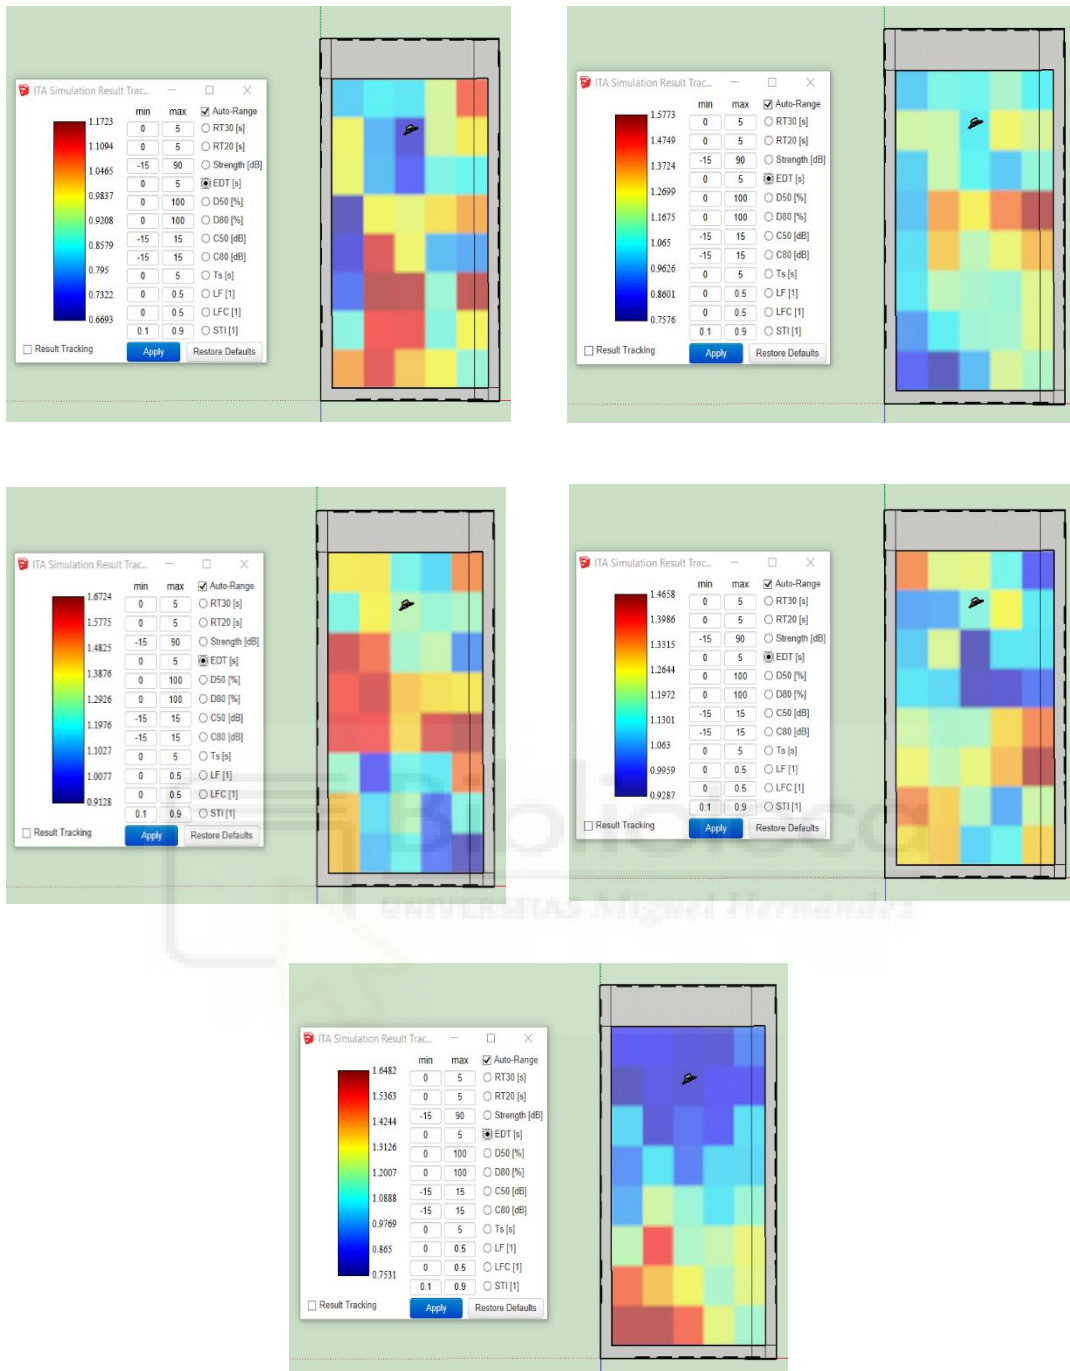 ITA Simulation Result Trac...
min max Auto-Range
1.1723
1.1094
1.0465
0.9837
0.9208
0.8579
0.795
0.7322
0.6693
0 5 RT30 [s]
0 5 RT20 [s]
-15 90 Strength [dB]
0 5 EDT [s]
0 100 D50 [%]
0 100 D80 [%]
-15 15 C50 [dB]
-15 15 C80 [dB]
0 5 Ts [s]
0 0.5 LF [1]
0 0.5 LFC [1]
0.1 0.9 STI [1]
Result Tracking Apply Restore Defaults
ITA Simulation Result Trac...
min max Auto-Range
1.5773
1.4749
1.3724
1.2699
1.1675
1.065
0.9626
0.8601
0.7576
0 5 RT30 [s]
0 5 RT20 [s]
-15 90 Strength [dB]
0 5 EDT [s]
0 100 D50 [%]
0 100 D80 [%]
-15 15 C50 [dB]
-15 15 C80 [dB]
0 5 Ts [s]
0 0.5 LF [1]
0 0.5 LFC [1]
0.1 0.9 STI [1]
Result Tracking Apply Restore Defaults
ITA Simulation Result Trac...
min max Auto-Range
1.6724
1.5775
1.4825
1.3876
1.2926
1.1976
1.1027
1.0077
0.9128
0 5 RT30 [s]
0 5 RT20 [s]
-15 90 Strength [dB]
0 5 EDT [s]
0 100 D50 [%]
0 100 D80 [%]
-15 15 C50 [dB]
-15 15 C80 [dB]
0 5 Ts [s]
0 0.5 LF [1]
0 0.5 LFC [1]
0.1 0.9 STI [1]
Result Tracking Apply Restore Defaults
ITA Simulation Result Trac...
min max Auto-Range
1.4658
1.3986
1.3315
1.2644
1.1972
1.1301
1.063
0.9959
0.9287
0 5 RT30 [s]
0 5 RT20 [s]
-15 90 Strength [dB]
0 5 EDT [s]
0 100 D50 [%]
0 100 D80 [%]
-15 15 C50 [dB]
-15 15 C80 [dB]
0 5 Ts [s]
0 0.5 LF [1]
0 0.5 LFC [1]
0.1 0.9 STI [1]
Result Tracking Apply Restore Defaults
Biblioteca
UNIVERSITAS Miguel Hernández
ITA Simulation Result Trac...
min max Auto-Range
1.6482
1.5363
1.4244
1.3126
1.2007
1.0888
0.9769
0.865
0.7531
0 5 RT30 [s]
0 5 RT20 [s]
-15 90 Strength [dB]
0 5 EDT [s]
0 100 D50 [%]
0 100 D80 [%]
-15 15 C50 [dB]
-15 15 C80 [dB]
0 5 Ts [s]
0 0.5 LF [1]
0 0.5 LFC [1]
0.1 0.9 STI [1]
Result Tracking Apply Restore Defaults